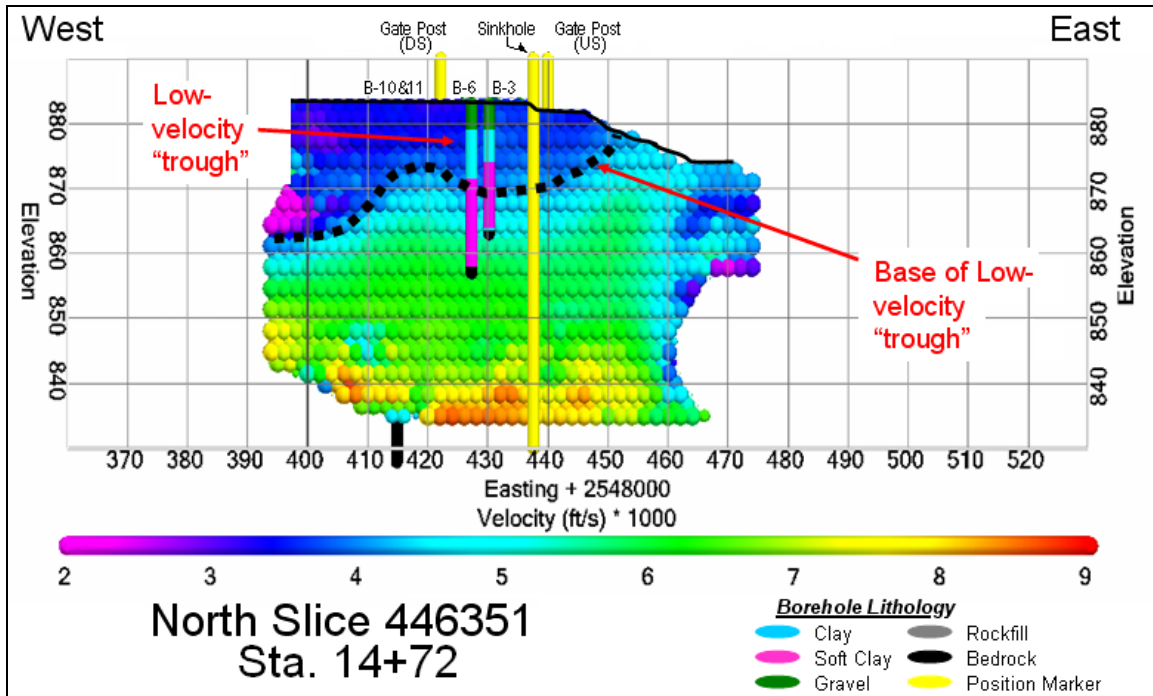 West
East
Gate Post
(DS)
Sinkhole
Gate Post
(US)
B-10&11
B-6
B-3
Low-
velocity
“trough”
880
870
860
850
840
Elevation
880
870
860
850
840
Elevation
Base of Low-
velocity
“trough”
370 380 390 400 410 420 430 440 450 460 470 480 490 500 510 520
Easting + 2548000
Velocity (ft/s) * 1000
2 3 4 5 6 7 8 9
North Slice 446351
Sta. 14+72
Borehole Lithology
Clay
Rockfill
Soft Clay
Bedrock
Gravel
Position Marker